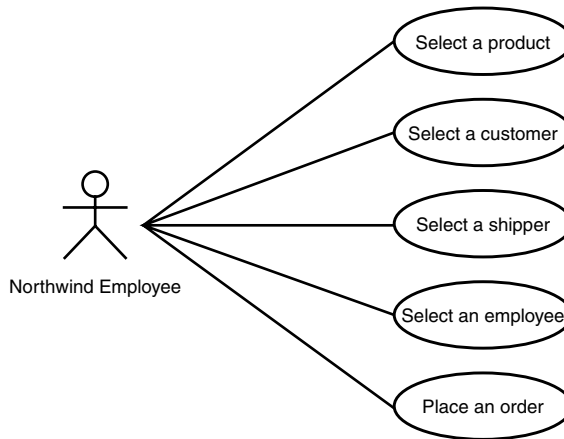 Select a product
Select a customer
Select a shipper
Northwind Employee
Select an employee
Place an order